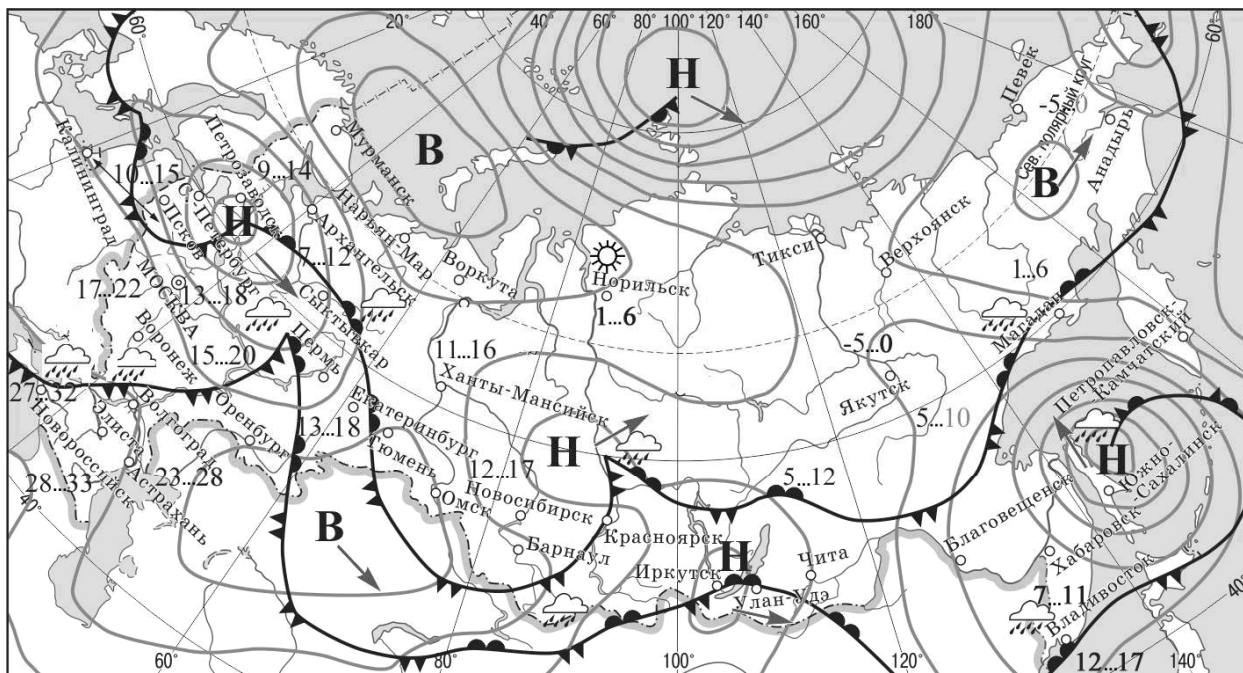 60° 20° 40° 60° 80° 100° 120° 140° 160° 180 60°
Н
В
Певек
-5...0
Сев. полярный круг
Анадырь
В
Мурманск
Калининград
10...15
Псков
С.-Петербург
Петрозаводск
9...14
Н
Архангельск
Нарьян-Мар
7...12
Воркута
Норильск
1...6
Тикси
Верхоянск
1...6
Магадан
МОСКВА
17...22
13...18
Сыктывкар
Пермь
Воронеж
15...20
11...16
Ханты-Мансийск
-5...0
Якутск
5...10
Петропавловск-
Камчатский
27...32
Новороссийск
Элиста
Волгоград
Оренбург
13...18
Екатеринбург
Тюмень
12...17
Н
5...12
Н
Южно-
Сахалинск
28...33
Астрахань
23...28
Омск
Новосибирск
Барнаул
Красноярск
Иркутск
Н
Чита
Улан-Удэ
Благовещенск
Хабаровск
7...11
Владивосток
В
12...17
40° 60° 80° 100° 120° 140° 40°